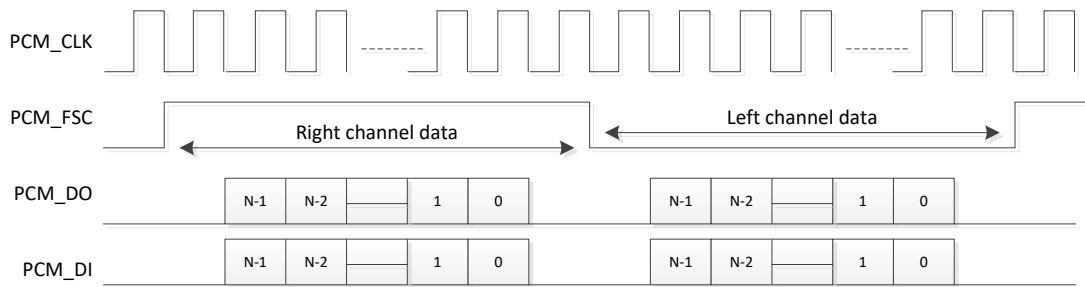 PCM_CLK
PCM_FSC
Right channel data
Left channel data
PCM_DO
N-1 N-2 1 0 N-1 N-2 1 0
PCM_DI
N-1 N-2 1 0 N-1 N-2 1 0